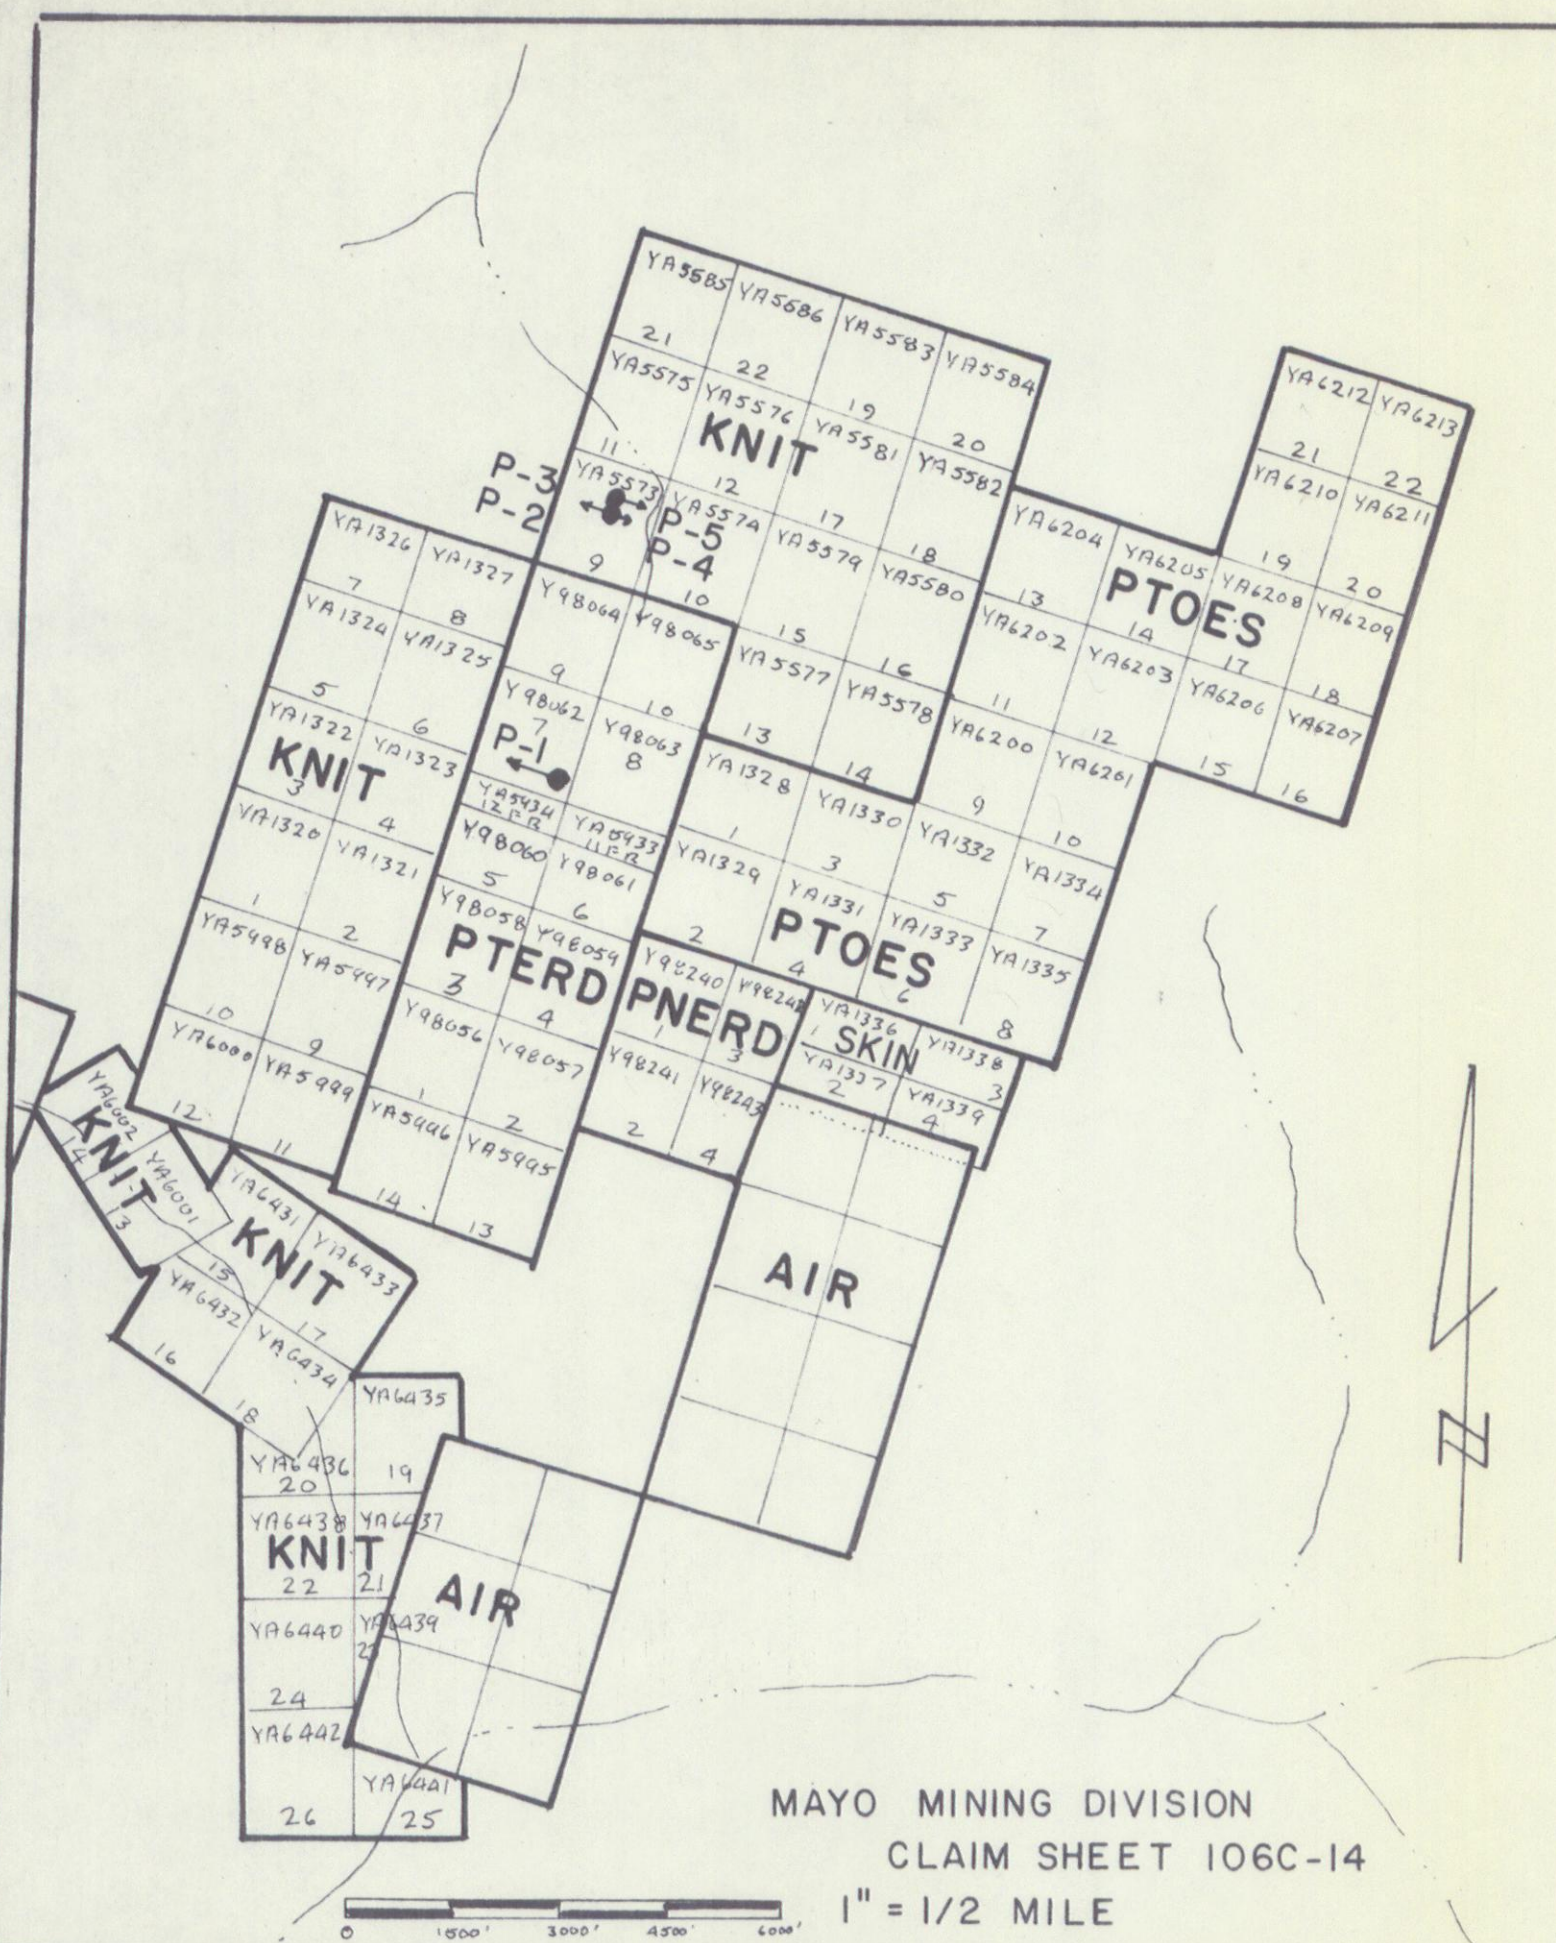 YA5585 YA5586 YA5583 YA5584
21 22 19 20
YA5575 YA5576 YA5581 YA5582
KNIT
11 12 17 18
YA5573 YA5574 YA5579 YA5580
P-3
P-2
P-5
P-4
9 10 15 16
YA5577 YA5578
13 14
YA6212 YA6213
21 22
YA6210 YA6211
19 20
YA6204 YA6205 YA6208 YA6209
PTOES
13 14 17 18
YA6202 YA6203 YA6206 YA6207
11 12 15 16
YA6200 YA6201
9 10
YA1328 YA1330 YA1332 YA1334
1 3 5 7
YA1329 YA1331 YA1333 YA1335
PTOES
2 4 6 8
YA1326 YA1327
7 8
YA1324 YA1325
5 6
YA1322 YA1323
KNIT
3 4
YA1320 YA1321
1 2
YA5998 YA5997
10 9
YA6000 YA5999
12 11
Y98064 Y98065
9 10
Y98062 Y98063
7 8
P-1
YA5434 YA5433
12FR 11FR
Y98060 Y98061
5 6
Y98058 Y98059
PTERD
3 4
Y98056 Y98057
1 2
YA5996 YA5995
14 13
Y98240 Y98242
PNERD
1 3
Y98241 Y98243
2 4
YA1336 YA1338
1 SKIN 3
YA1337 YA1339
2 4
AIR
YA6002
KNIT
14
YA6001
13
YA6431 YA6433
KNIT
15 17
YA6432 YA6434
16 18
YA6435
YA6436 19
20
YA6438 YA6437
KNIT
22 21
YA6440 YA6439
23
24
YA6442 YA6441
26 25
AIR
N
MAYO MINING DIVISION
CLAIM SHEET 106C-14
1" = 1/2 MILE
0 1500' 3000' 4500' 6000'